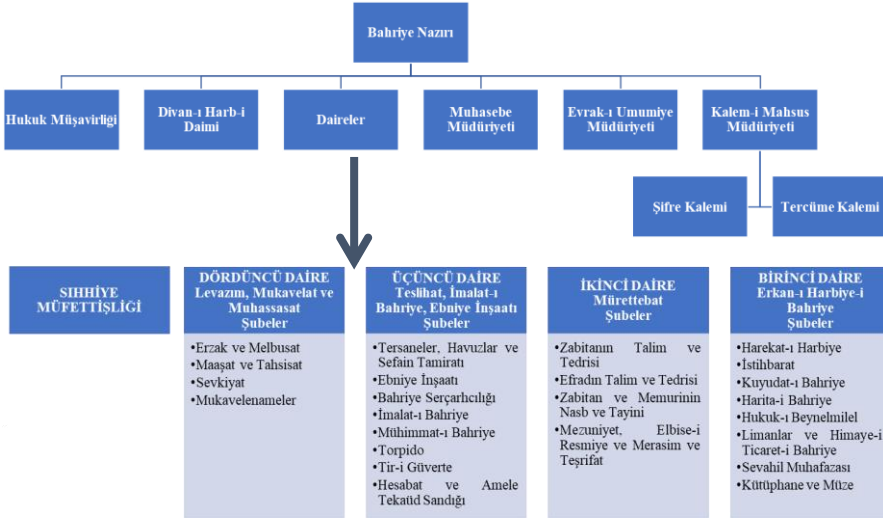 Bahriye Nazırı
Hukuk Müşavirliği
Divan-ı Harb-i
Daimi
Daireler
Muhasebe
Müdüriyeti
Evrak-ı Umumiye
Müdüriyeti
Kalem-i Mahsus
Müdüriyeti
Şifre Kalemi
Tercüme Kalemi
SIHHİYE
MÜFETTİŞLİĞİ
DÖRDÜNCÜ DAİRE
Levazım, Mukavelat ve
Muhassasat
Şubeler
•Erzak ve Melbusat
•Maaşat ve Tahsisat
•Sevkiyat
•Mukavelenameler
ÜÇÜNCÜ DAİRE
Teslihat, İmalat-ı
Bahriye, Ebniye İnşaatı
Şubeler
•Tersaneler, Havuzlar ve
Sefain Tamiratı
•Ebniye İnşaatı
•Bahriye Serçarhcılığı
•İmalat-ı Bahriye
•Mühimmat-ı Bahriye
•Torpido
•Tir-i Güverte
•Hesabat ve Amele
Tekaüd Sandığı
İKİNCİ DAİRE
Mürettebat
Şubeler
•Zabitanın Talim ve
Tedrisi
•Efradın Talim ve Tedrisi
•Zabitan ve Memurinin
Nasb ve Tayini
•Mezuniyet, Elbise-i
Resmiye ve Merasim ve
Teşrifat
BİRİNCİ DAİRE
Erkan-ı Harbiye-i
Bahriye
Şubeler
•Harekat-ı Harbiye
•İstihbarat
•Kuyudat-ı Bahriye
•Harita-i Bahriye
•Hukuk-ı Beynelmilel
•Limanlar ve Himaye-i
Ticaret-i Bahriye
•Sevahil Muhafazası
•Kütüphane ve Müze